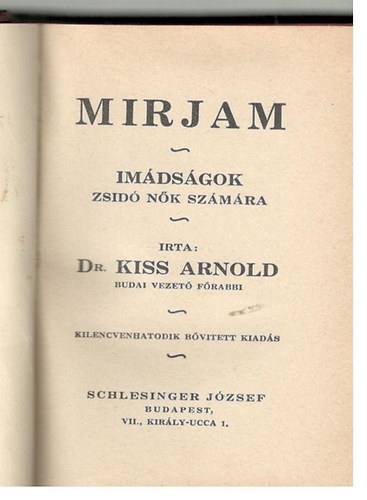 MIRJAM
IMÁDSÁGOK
ZSIDÓ NŐK SZÁMÁRA
IRTA:
DR. KISS ARNOLD
BUDAI VEZETŐ FŐRABBI
KILENCVENHATODIK BŐVITETT KIADÁS
SCHLESINGER JÓZSEF
BUDAPEST,
VII., KIRÁLY-UCCA 1.